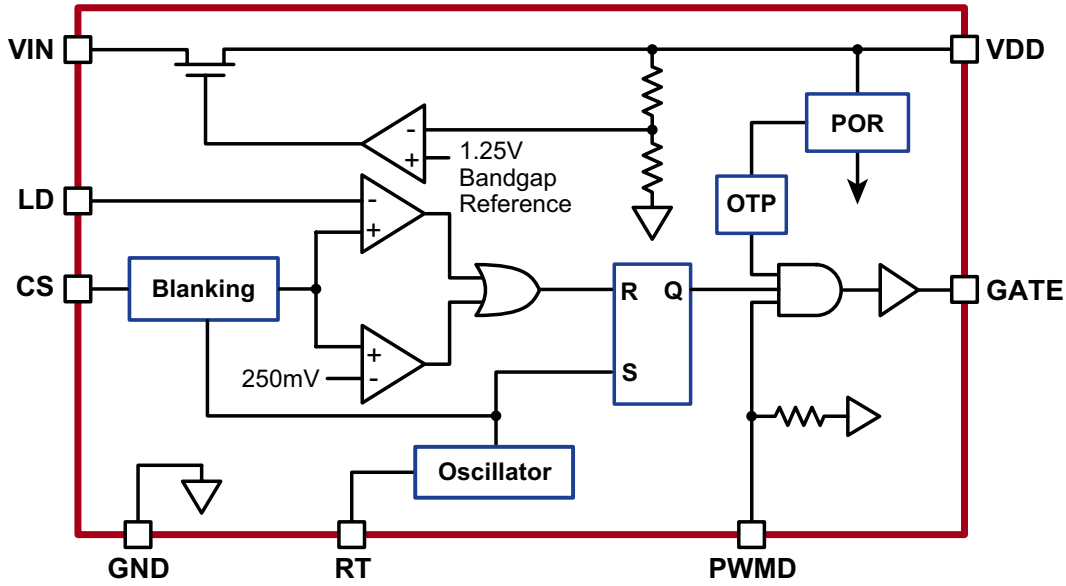 VIN
VDD
-
+
1.25V
Bandgap
Reference
POR
OTP
LD
-
+
CS
Blanking
R
Q
S
GATE
+
-
250mV
Oscillator
GND
RT
PWMD